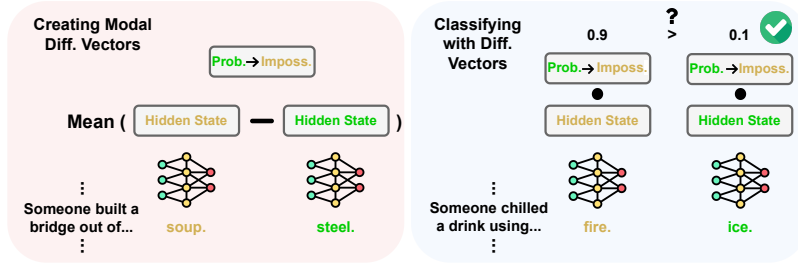 Creating Modal
Diff. Vectors
Prob.→Imposs.
Mean ( Hidden State — Hidden State )
⋮
Someone built a
bridge out of...
⋮
soup.
steel.
Classifying
with Diff.
Vectors
?
0.9 > 0.1
Prob.→Imposs.
Prob.→Imposs.
Hidden State
Hidden State
⋮
Someone chilled
a drink using...
⋮
fire.
ice.